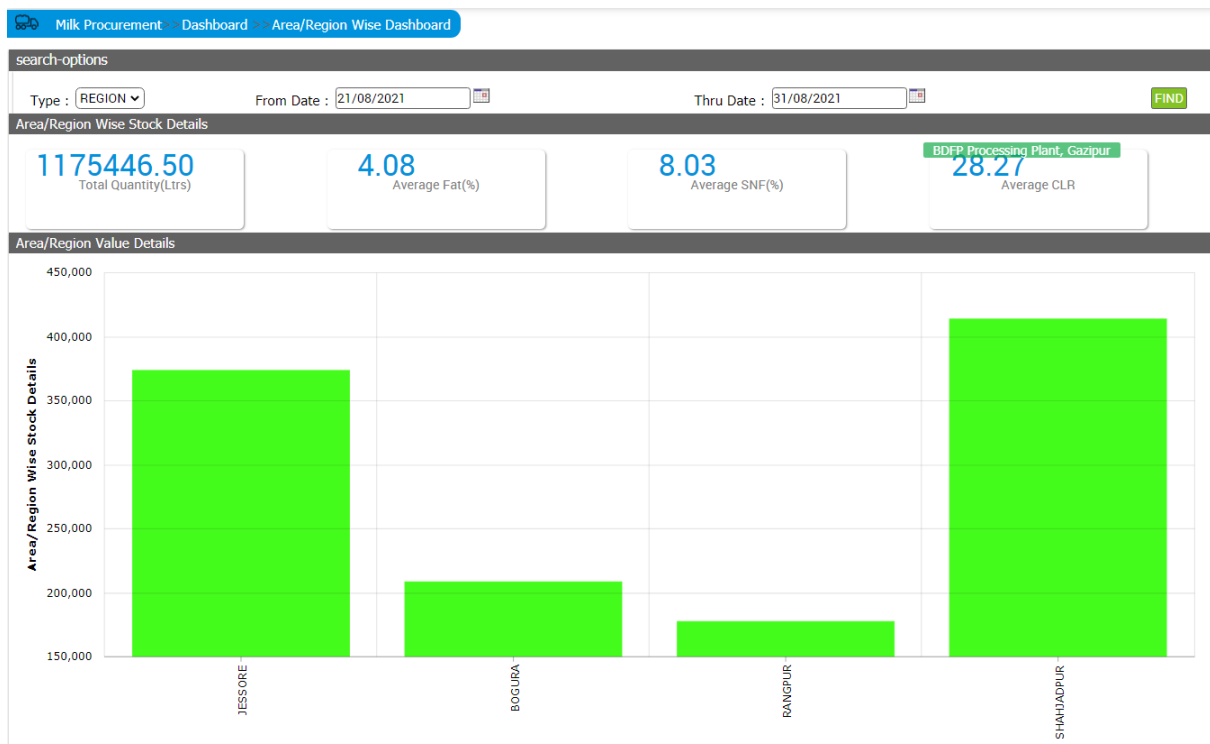 Milk Procurement >> Dashboard >> Area/Region Wise Dashboard
search-options
Type : REGION From Date : 21/08/2021 Thru Date : 31/08/2021 FIND
Area/Region Wise Stock Details
BDFP Processing Plant, Gazipur
1175446.50 4.08 8.03 28.27
Total Quantity(Ltrs) Average Fat(%) Average SNF(%) Average CLR
Area/Region Value Details
Area/Region Wise Stock Details
450,000
400,000
350,000
300,000
250,000
200,000
150,000
JESSORE
BOGURA
RANGPUR
SHAHJADPUR